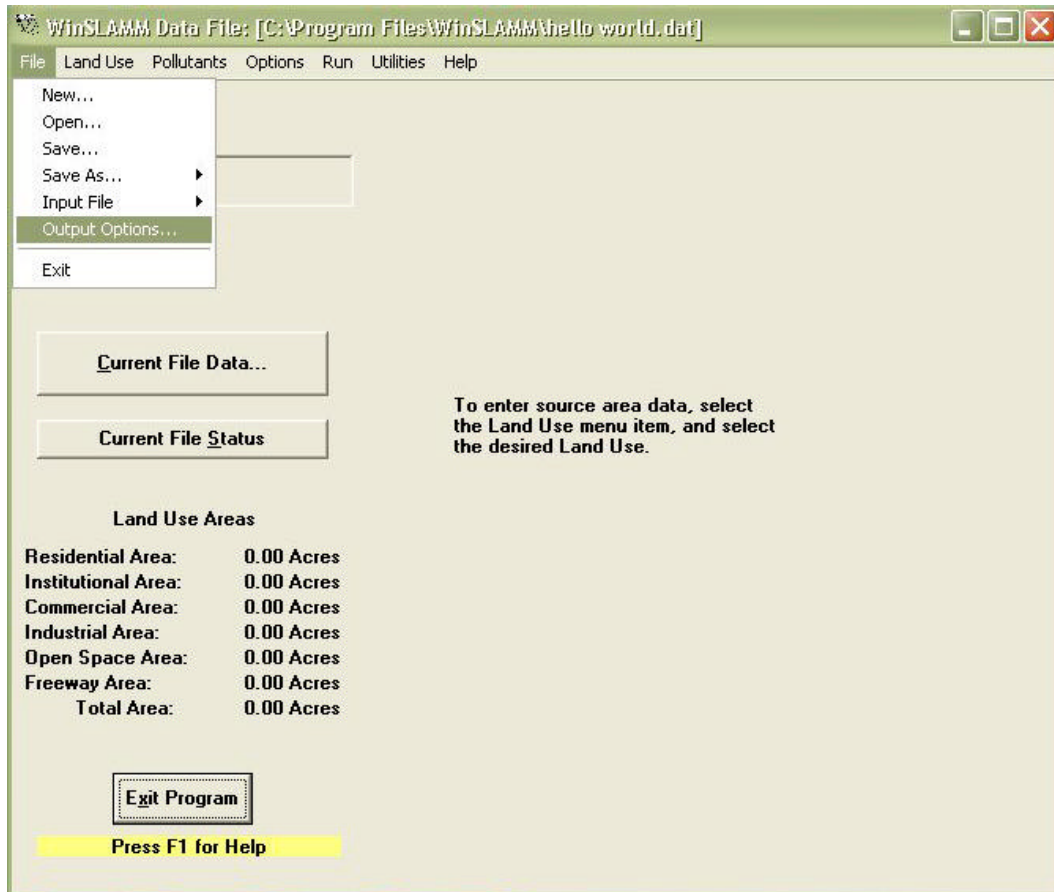 WinSLAMM Data File: [C:\Program Files\WinSLAMM\hello world.dat]
File Land Use Pollutants Options Run Utilities Help
New...
Open...
Save...
Save As...
Input File
Output Options...
Exit
Current File Data...
Current File Status
To enter source area data, select
the Land Use menu item, and select
the desired Land Use.
Land Use Areas
Residential Area: 0.00 Acres
Institutional Area: 0.00 Acres
Commercial Area: 0.00 Acres
Industrial Area: 0.00 Acres
Open Space Area: 0.00 Acres
Freeway Area: 0.00 Acres
Total Area: 0.00 Acres
Exit Program
Press F1 for Help